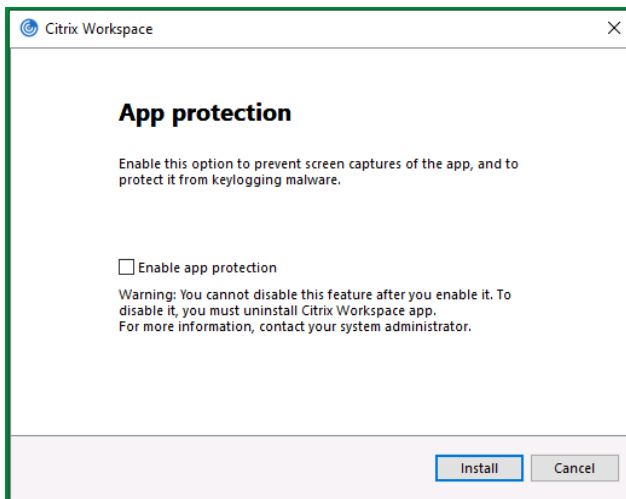 Citrix Workspace
App protection
Enable this option to prevent screen captures of the app, and to
protect it from keylogging malware.
Enable app protection
Warning: You cannot disable this feature after you enable it. To
disable it, you must uninstall Citrix Workspace app.
For more information, contact your system administrator.
Install
Cancel